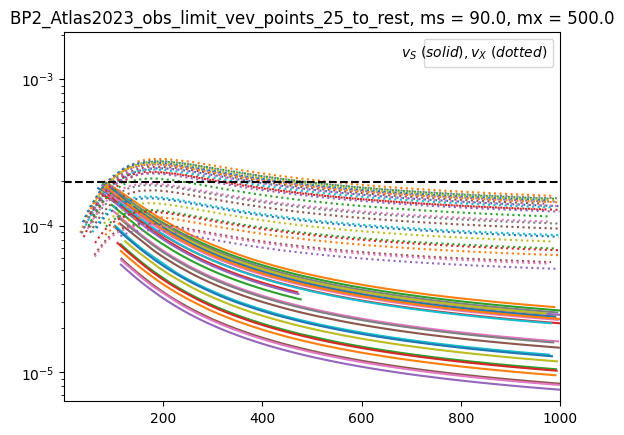 BP2_Atlas2023_obs_limit_vev_points_25_to_rest, ms = 90.0, mx = 500.0
v_S (solid), v_X (dotted)
10^{-3}
10^{-4}
10^{-5}
200 400 600 800 1000